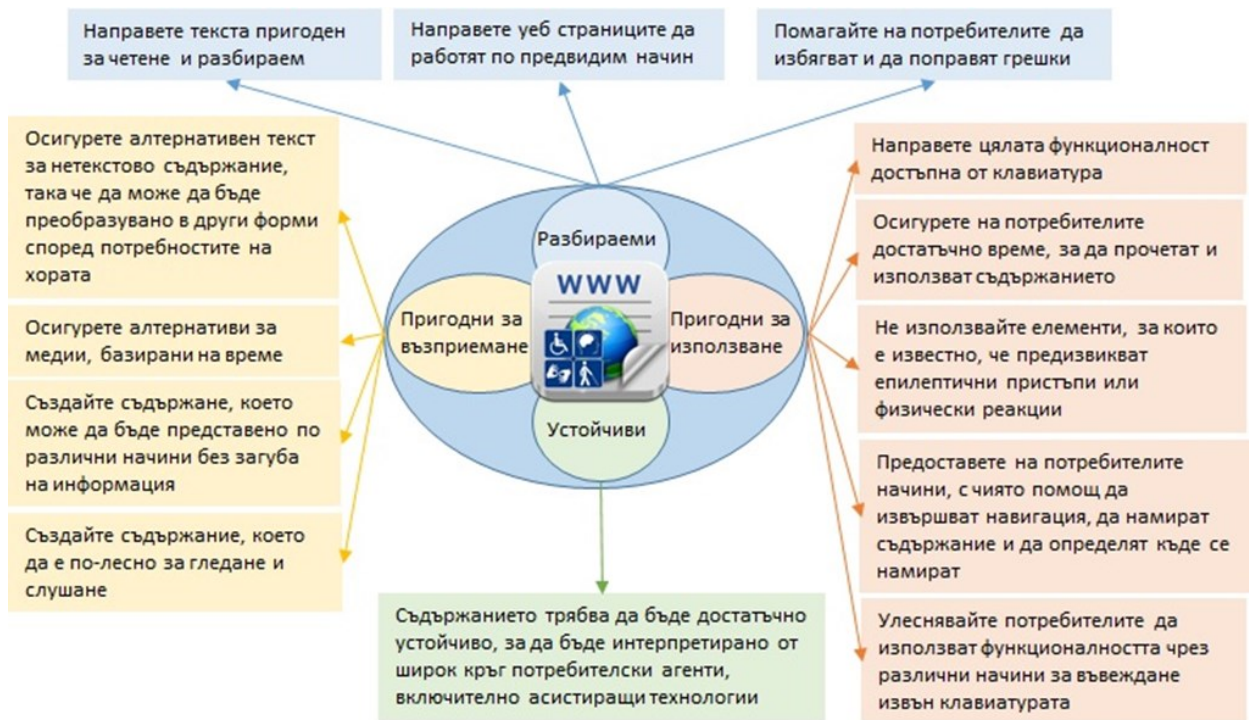 Направете текста пригоден
за четене и разбираем
Направете уеб страниците да
работят по предвидим начин
Помагайте на потребителите да
избягват и да поправят грешки
Осигурете алтернативен текст
за нетекстово съдържание,
така че да може да бъде
преобразувано в други форми
според потребностите на
хората
Осигурете алтернативи за
медии, базирани на време
Създайте съдържане, което
може да бъде представено по
различни начини без загуба
на информация
Създайте съдържание, което
да е по-лесно за гледане и
слушане
Разбираеми
WWW
Пригодни за
възприемане
Пригодни за
използване
Устойчиви
Направете цялата функционалност
достъпна от клавиатура
Осигурете на потребителите
достатъчно време, за да прочетат и
използват съдържанието
Не използвайте елементи, за които
е известно, че предизвикват
епилептични пристъпи или
физически реакции
Предоставете на потребителите
начини, с чиято помощ да
извършват навигация, да намират
съдържание и да определят къде се
намират
Улеснявайте потребителите да
използват функционалността чрез
различни начини за въвеждане
извън клавиатурата
Съдържанието трябва да бъде достатъчно
устойчиво, за да бъде интерпретирано от
широк кръг потребителски агенти,
включително асистиращи технологии